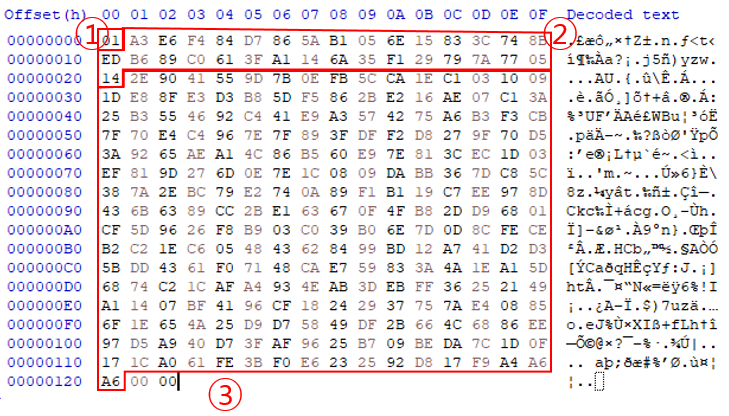 Offset(h) 00 01 02 03 04 05 06 07 08 09 0A 0B 0C 0D 0E 0F Decoded text
① ②
00000000 01 A3 E6 F4 84 D7 86 5A B1 05 6E 15 83 3C 74 8B .£æô„×†Z±.n.ƒ<t‹
00000010 ED B6 89 C0 61 3F A1 14 6A 35 F1 29 79 7A 77 05 í¶‰Àa?¡.j5ñ)yzw.
00000020 14 2E 90 41 55 9D 7B 0E FB 5C CA 1E C1 03 10 09 ...AU.{.û\Ê.Á...
00000030 1D E8 8F E3 D3 B8 5D F5 86 2B E2 16 AE 07 C1 3A .è.ãÓ¸]õ†+â.®.Á:
00000040 25 B3 55 46 92 C4 41 E9 A3 57 42 75 A6 B3 F3 CB %³UF’ÄAé£WBu¦³óË
00000050 7F 70 E4 C4 96 7E 7F 89 3F DF F2 D8 27 9F 70 D5 .päÄ–~.‰?ßòØ'ŸpÕ
00000060 3A 92 65 AE A1 4C 86 B5 60 E9 7E 81 3C EC 1D 03 :’e®¡L†µ`é~.<ì..
00000070 EF 81 9D 27 6D 0E 7E 1C 08 09 DA BB 36 7D C8 5C ï..'m.~...Ú»6}È\
00000080 38 7A 2E BC 79 E2 74 0A 89 F1 B1 19 C7 EE 97 8D 8z.¼yât.‰ñ±.Çî—.
00000090 43 6B 63 89 CC 2B E1 63 67 0F 4F B8 2D D9 68 01 Ckc‰Ì+ácg.O¸-Ùh.
000000A0 CF 5D 96 26 F8 B9 03 C0 39 B0 6E 7D 0D 8C FE CE Ï]–&ø¹.À9°n}.ŒþÎ
000000B0 B2 C2 1E C6 05 48 43 62 84 99 BD 12 A7 41 D2 D3 ²Â.Æ.HCb„™½.§AÒÓ
000000C0 5B DD 43 61 F0 71 48 CA E7 59 83 3A 4A 1E A1 5D [ÝCaðqHÊçYƒ:J.¡]
000000D0 68 74 C2 1C AF A4 93 4E AB 3D EB FF 36 25 21 49 htÂ.¯¤“N«=ëÿ6%!I
000000E0 A1 14 07 BF 41 96 CF 18 24 29 37 75 7A E4 08 85 ¡..¿A–Ï.$)7uzä.…
000000F0 6F 1E 65 4A 25 D9 D7 58 49 DF 2B 66 4C 68 86 EE o.eJ%Ù×XIß+fLh†î
00000100 97 D5 A9 40 D7 3F AF 96 25 B7 09 BE DA 7C 1D 0F —Õ©@×?¯–%·.¾Ú|..
00000110 17 1C A0 61 FE 3B F0 E6 23 25 92 D8 17 F9 A4 A6 .. aþ;ðæ#%’Ø.ù¤¦
00000120 A6 00 00 ¦..
③